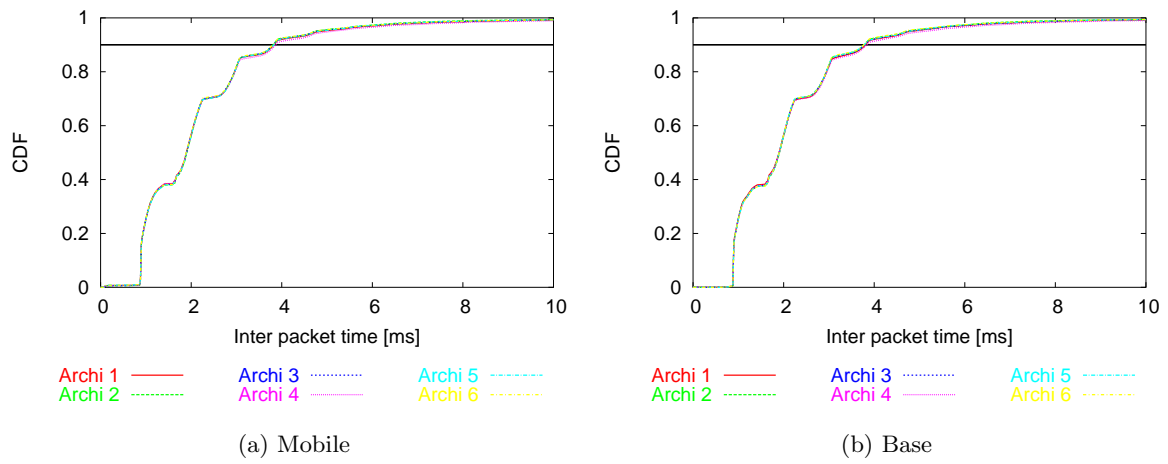 1
0.8
0.6
0.4
0.2
0
CDF
0 2 4 6 8 10
Inter packet time [ms]
Archi 1 Archi 3 Archi 5
Archi 2 Archi 4 Archi 6
(a) Mobile
1
0.8
0.6
0.4
0.2
0
CDF
0 2 4 6 8 10
Inter packet time [ms]
Archi 1 Archi 3 Archi 5
Archi 2 Archi 4 Archi 6
(b) Base